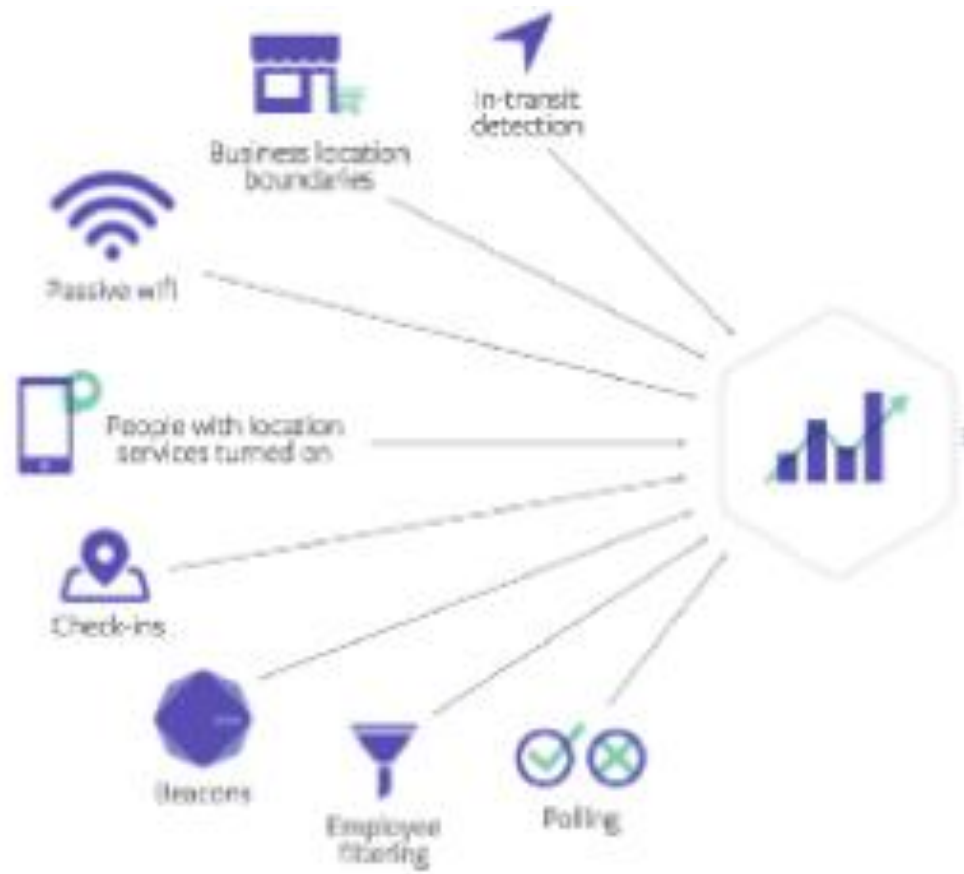 In-transit
detection
Business location
boundaries
Passive wifi
People with location
services turned on
Check-ins
Beacons
Employee
filtering
Polling